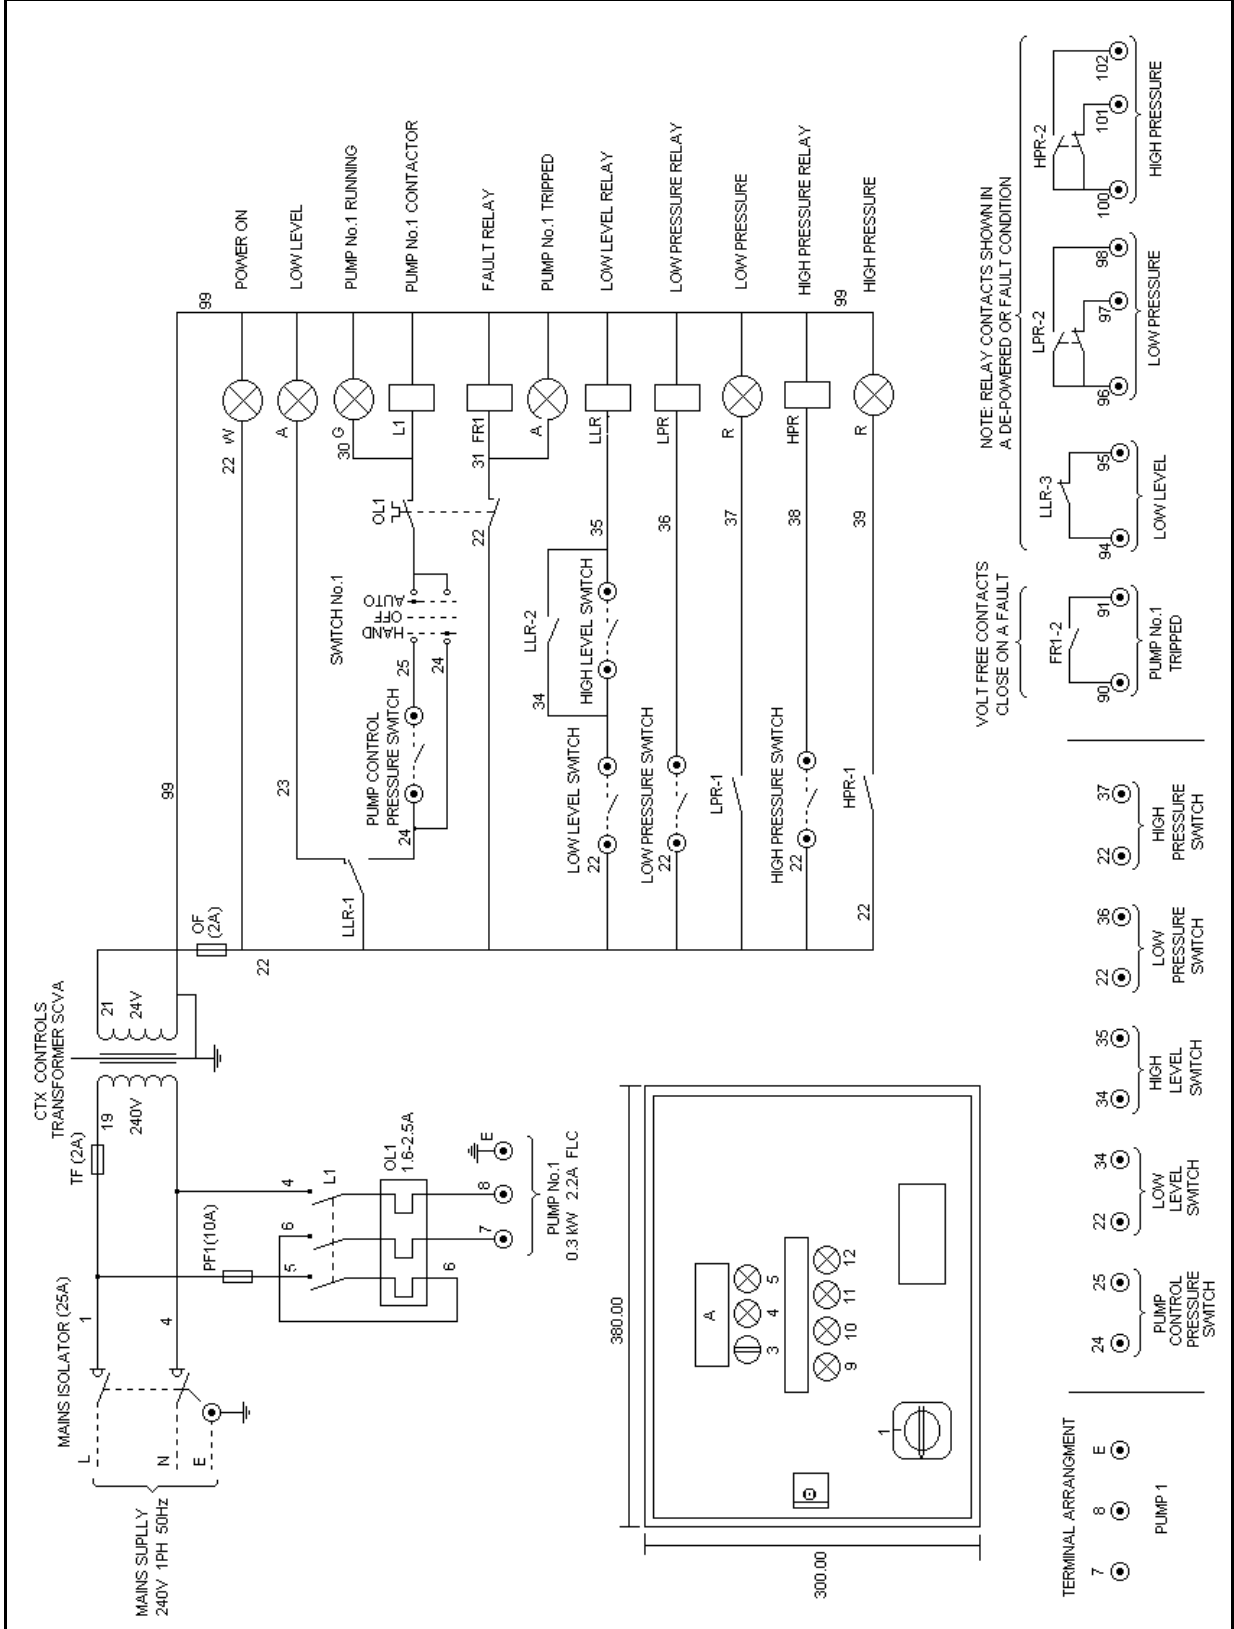 MAINS SUPLLY
240V 1PH 50Hz
L
N
E
MAINS ISOLATOR (25A)
1
4
PF1(10A)
5
6
4
L1
OL1
1.6-2.5A
6
7
8
E
PUMP No.1
0.3 kW 2.2A FLC
TF (2A)
19
240V
CTX CONTROLS
TRANSFORMER SCVA
21
24V
OF
(2A)
22
99
99
99
22 W
POWER ON
LLR-1
23
A
LOW LEVEL
30 G
PUMP No.1 RUNNING
24
PUMP CONTROL
PRESSURE SWITCH
25
24
SWITCH No.1
HAND
OFF
AUTO
OL1
L1
PUMP No.1 CONTACTOR
22
31 FR1
FAULT RELAY
A
PUMP No.1 TRIPPED
22
LOW LEVEL SWITCH
34
LLR-2
HIGH LEVEL SWITCH
35
LLR
LOW LEVEL RELAY
22
LOW PRESSURE SWITCH
36
LPR
LOW PRESSURE RELAY
LPR-1
37
R
LOW PRESSURE
22
HIGH PRESSURE SWITCH
38
HPR
HIGH PRESSURE RELAY
22
HPR-1
39
R
HIGH PRESSURE
380.00
300.00
A
3
4
5
9
10
11
12
1
TERMINAL ARRANGMENT
7
8
E
PUMP 1
24
25
PUMP
CONTROL
PRESSURE
SWITCH
22
34
LOW
LEVEL
SWITCH
34
35
HIGH
LEVEL
SWITCH
22
36
LOW
PRESSURE
SWITCH
22
37
HIGH
PRESSURE
SWITCH
VOLT FREE CONTACTS
CLOSE ON A FAULT
FR1-2
90
91
PUMP No.1
TRIPPED
NOTE: RELAY CONTACTS SHOWN IN
A DE-POWERED OR FAULT CONDITION
LLR-3
94
95
LOW LEVEL
LPR-2
96
97
98
LOW PRESSURE
HPR-2
100
101
102
HIGH PRESSURE